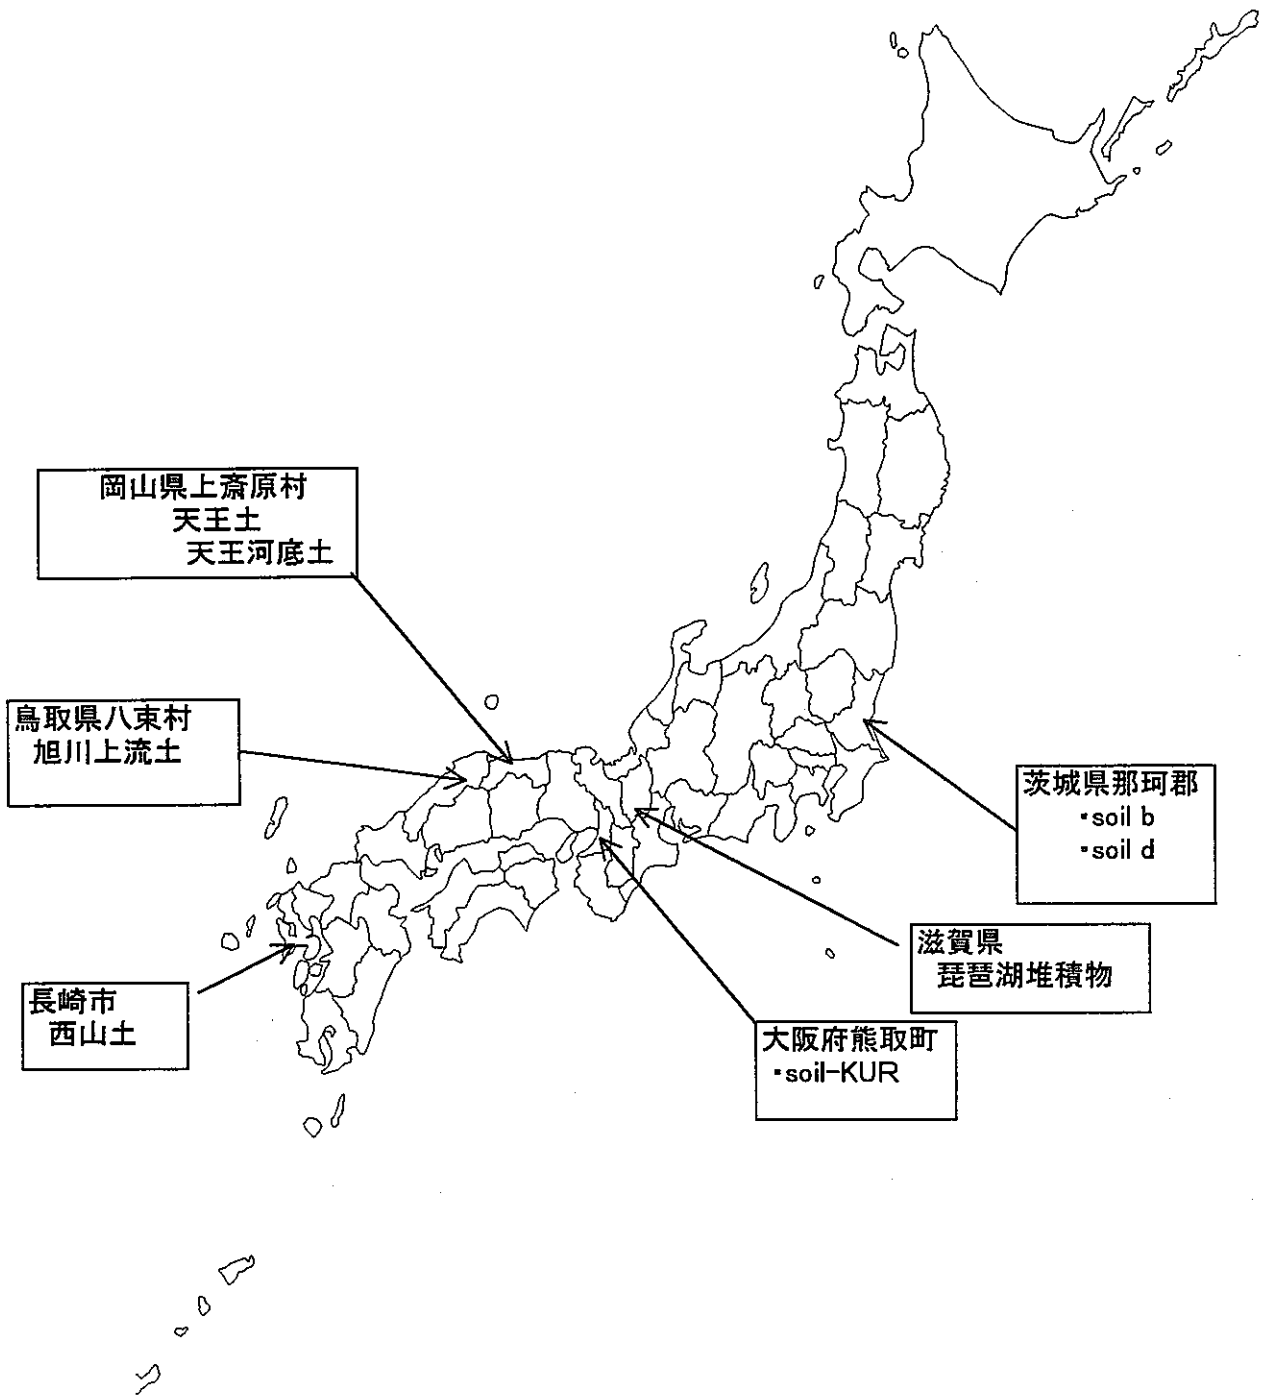 岡山県上斎原村
天王土
天王河底土
鳥取県八束村
旭川上流土
茨城県那珂郡
・soil b
・soil d
滋賀県
琵琶湖堆積物
長崎市
西山土
大阪府熊取町
・soil-KUR